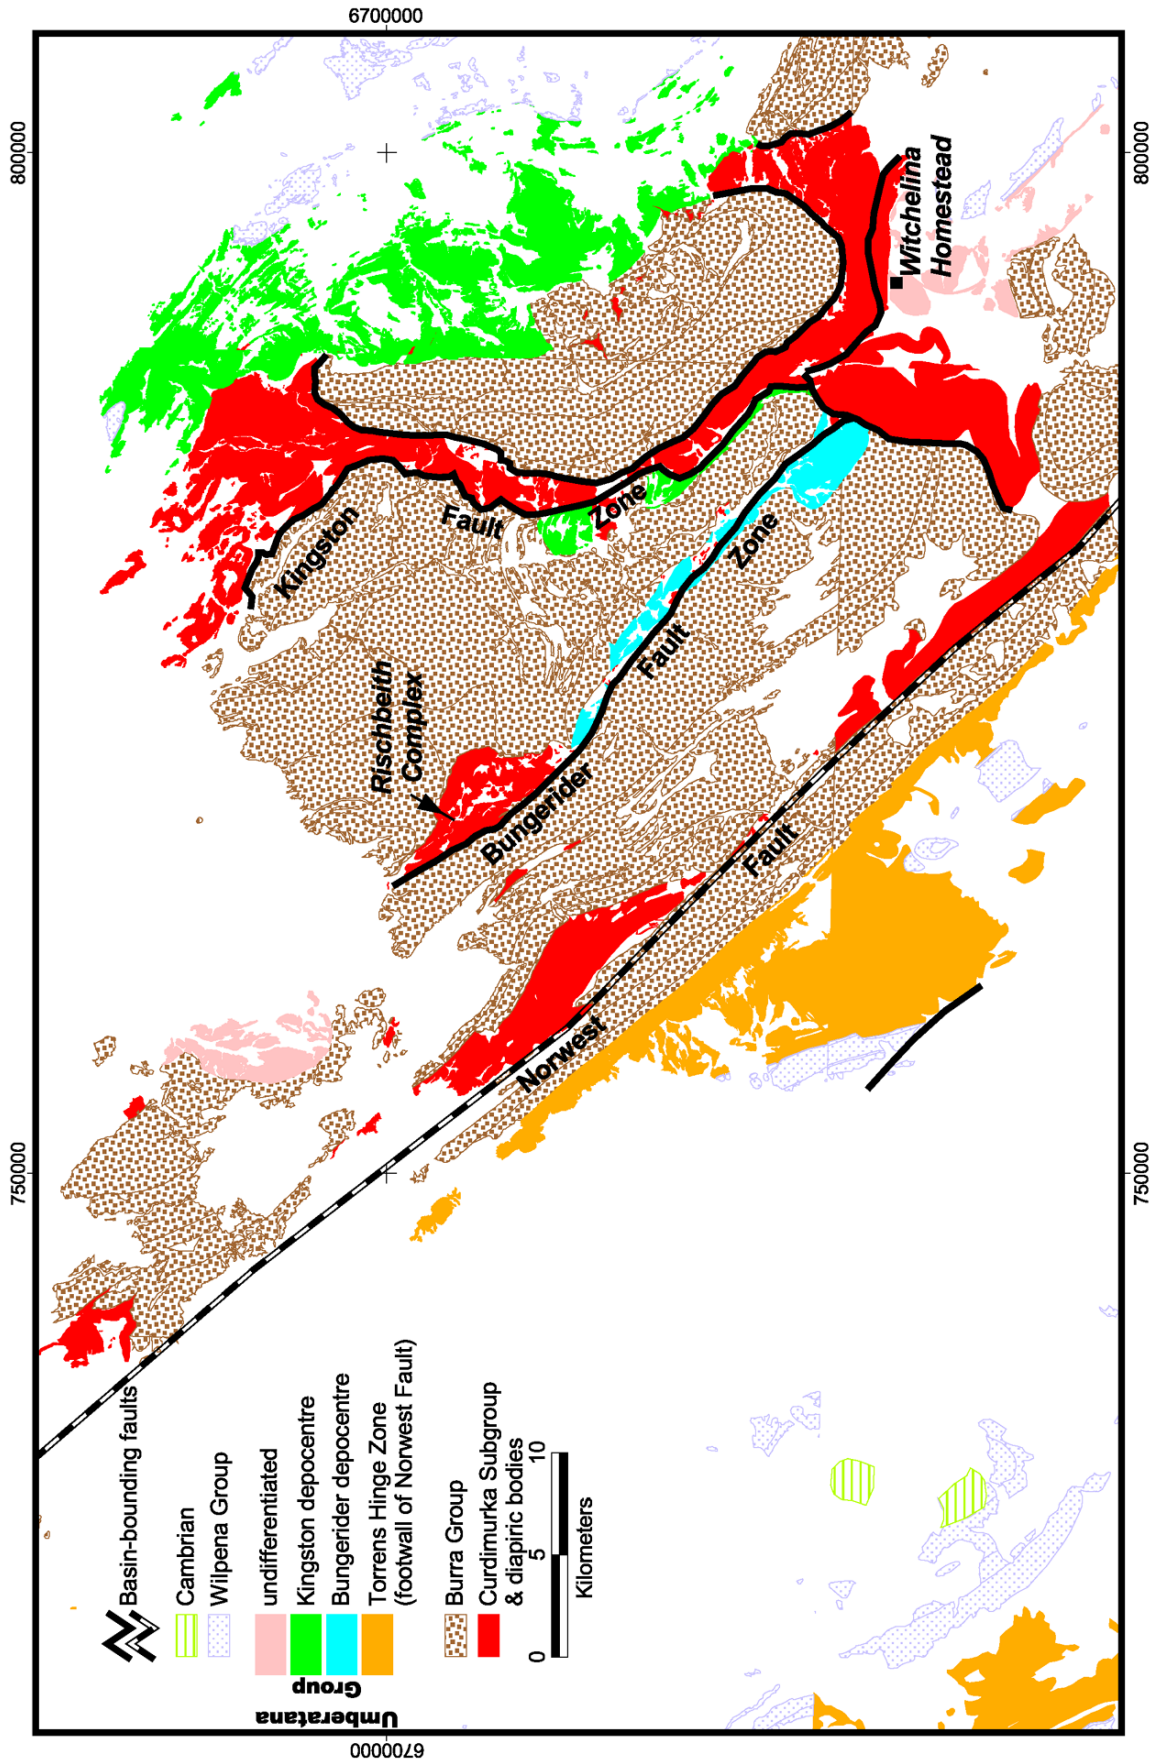 6700000
800000
800000
Witchelina
Homestead
Kingston
Fault
Zone
Zone
Fault
Bungerider
Rischbeith
Complex
Fault
Norwest
750000
750000
Basin-bounding faults
Cambrian
Wilpena Group
Umberatana
Group
undifferentiated
Kingston depocentre
Bungerider depocentre
Torrens Hinge Zone
(footwall of Norwest Fault)
Burra Group
Curdimurka Subgroup
& diapiric bodies
0 5 10
Kilometers
6700000